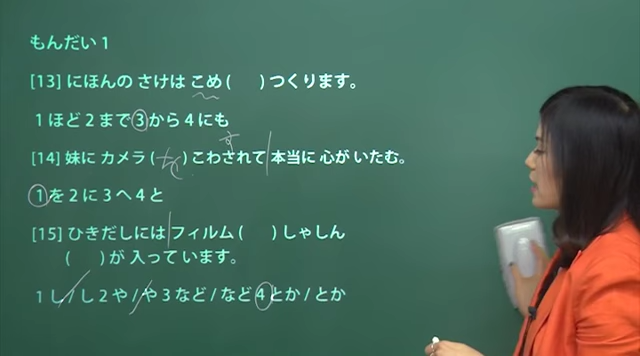 もんだい 1
[13] にほんの さけは こめ (   ) つくります。
1 ほど 2 まで 3 から 4 にも
す
[14] 妹に カメラ (   ) こわされて 本当に 心が いたむ。
1 を 2 に 3 へ 4 と
[15] ひきだしには フィルム (   ) しゃしん
(   ) が 入って います。
1 し / し 2 や / や 3 など / など 4 とか / とか